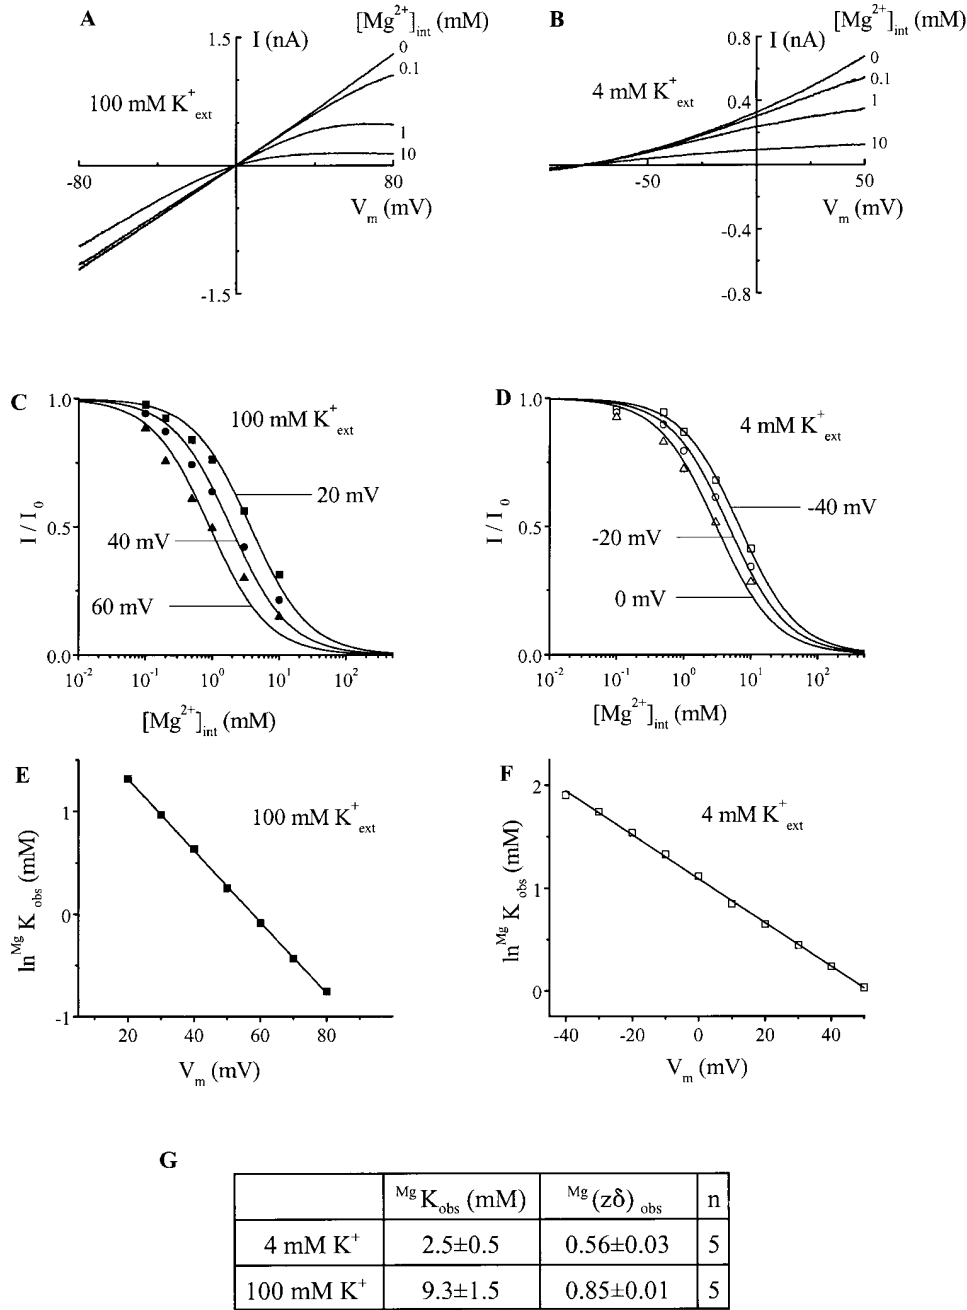 A
[Mg²⁺]int (mM)
I (nA)
1.5
0
0.1
100 mM K⁺ext
1
10
-80
80
Vm (mV)
-1.5
B
[Mg²⁺]int (mM)
0.8
I (nA)
0
0.1
4 mM K⁺ext
0.4
1
10
-50
50
Vm (mV)
-0.4
-0.8
C
1.0
100 mM K⁺ext
I / I0
0.5
20 mV
40 mV
60 mV
0.0
10⁻² 10⁻¹ 10⁰ 10¹ 10²
[Mg²⁺]int (mM)
D
1.0
4 mM K⁺ext
I / I0
0.5
-40 mV
-20 mV
0 mV
0.0
10⁻² 10⁻¹ 10⁰ 10¹ 10²
[Mg²⁺]int (mM)
E
ln ᴹᵍKobs (mM)
1
100 mM K⁺ext
0
-1
20 40 60 80
Vm (mV)
F
ln ᴹᵍKobs (mM)
2
4 mM K⁺ext
1
0
-40 -20 0 20 40
Vm (mV)
G
ᴹᵍKobs (mM) ᴹᵍ(zδ)obs n
4 mM K⁺ 2.5±0.5 0.56±0.03 5
100 mM K⁺ 9.3±1.5 0.85±0.01 5